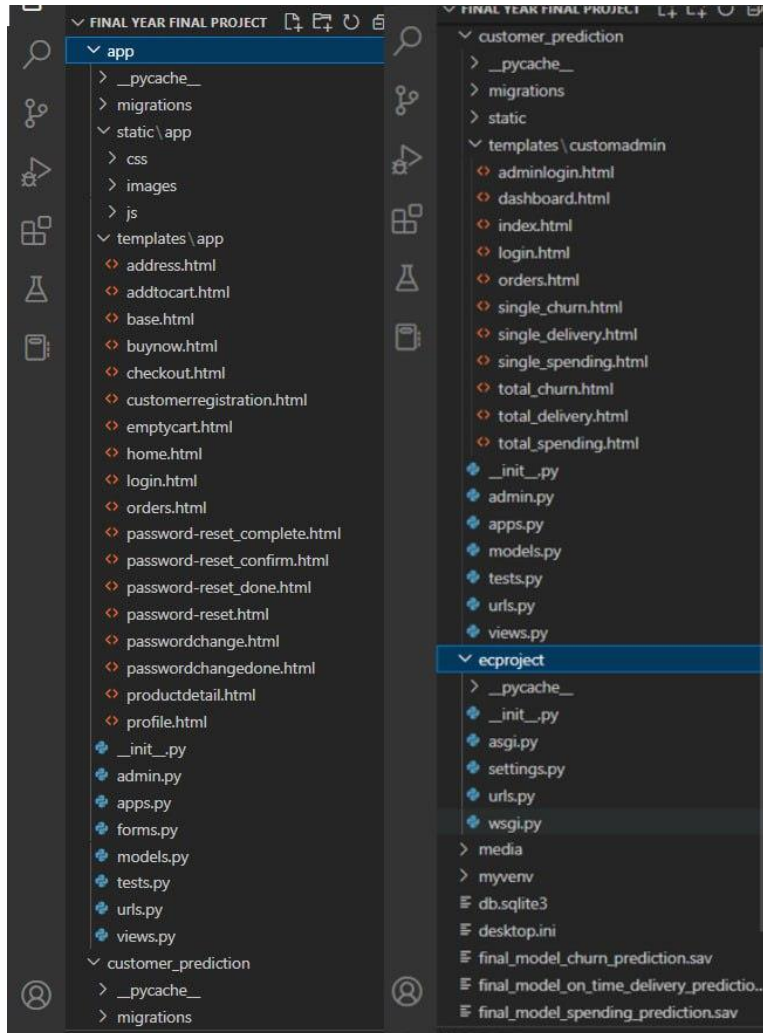 FINAL YEAR FINAL PROJECT
app
__pycache__
migrations
static\app
css
images
js
templates\app
address.html
addtocart.html
base.html
buynow.html
checkout.html
customerregistration.html
emptycart.html
home.html
login.html
orders.html
password-reset_complete.html
password-reset_confirm.html
password-reset_done.html
password-reset.html
passwordchange.html
passwordchangedone.html
productdetail.html
profile.html
__init__.py
admin.py
apps.py
forms.py
models.py
tests.py
urls.py
views.py
customer_prediction
__pycache__
migrations
FINAL YEAR FINAL PROJECT
customer_prediction
__pycache__
migrations
static
templates\customadmin
adminlogin.html
dashboard.html
index.html
login.html
orders.html
single_churn.html
single_delivery.html
single_spending.html
total_churn.html
total_delivery.html
total_spending.html
__init__.py
admin.py
apps.py
models.py
tests.py
urls.py
views.py
ecproject
__pycache__
__init__.py
asgi.py
settings.py
urls.py
wsgi.py
media
myvenv
db.sqlite3
desktop.ini
final_model_churn_prediction.sav
final_model_on_time_delivery_predictio...
final_model_spending_prediction.sav